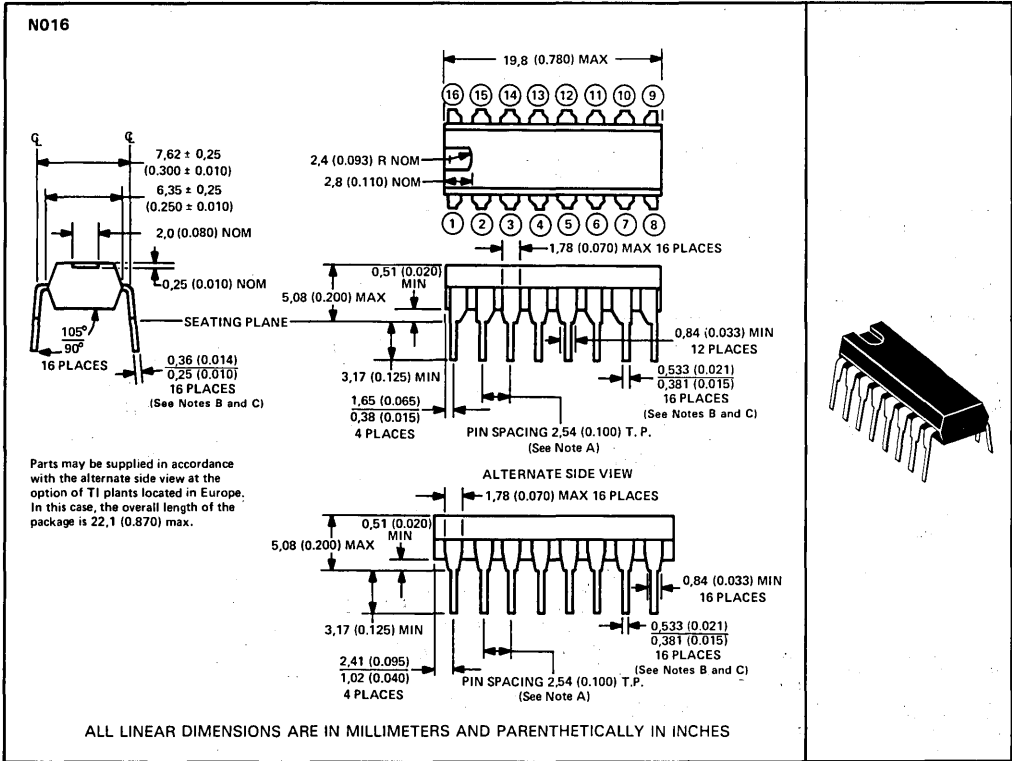 N016
19,8 (0.780) MAX
16 15 14 13 12 11 10 9
2,4 (0.093) R NOM
2,8 (0.110) NOM
1 2 3 4 5 6 7 8
℄ ℄
7,62 ± 0,25
(0.300 ± 0.010)
6,35 ± 0,25
(0.250 ± 0.010)
2,0 (0.080) NOM
0,25 (0.010) NOM
105°
90°
16 PLACES
0,36 (0.014)
0,25 (0.010)
16 PLACES
(See Notes B and C)
SEATING PLANE
1,78 (0.070) MAX 16 PLACES
0,51 (0.020)
MIN
5,08 (0.200) MAX
3,17 (0.125) MIN
1,65 (0.065)
0,38 (0.015)
4 PLACES
0,84 (0.033) MIN
12 PLACES
0,533 (0.021)
0,381 (0.015)
16 PLACES
(See Notes B and C)
PIN SPACING 2,54 (0.100) T.P.
(See Note A)
Parts may be supplied in accordance
with the alternate side view at the
option of TI plants located in Europe.
In this case, the overall length of the
package is 22,1 (0.870) max.
ALTERNATE SIDE VIEW
1,78 (0.070) MAX 16 PLACES
0,51 (0.020)
MIN
5,08 (0.200) MAX
3,17 (0.125) MIN
2,41 (0.095)
1,02 (0.040)
4 PLACES
0,84 (0.033) MIN
16 PLACES
0,533 (0.021)
0,381 (0.015)
16 PLACES
(See Notes B and C)
PIN SPACING 2,54 (0.100) T.P.
(See Note A)
ALL LINEAR DIMENSIONS ARE IN MILLIMETERS AND PARENTHETICALLY IN INCHES